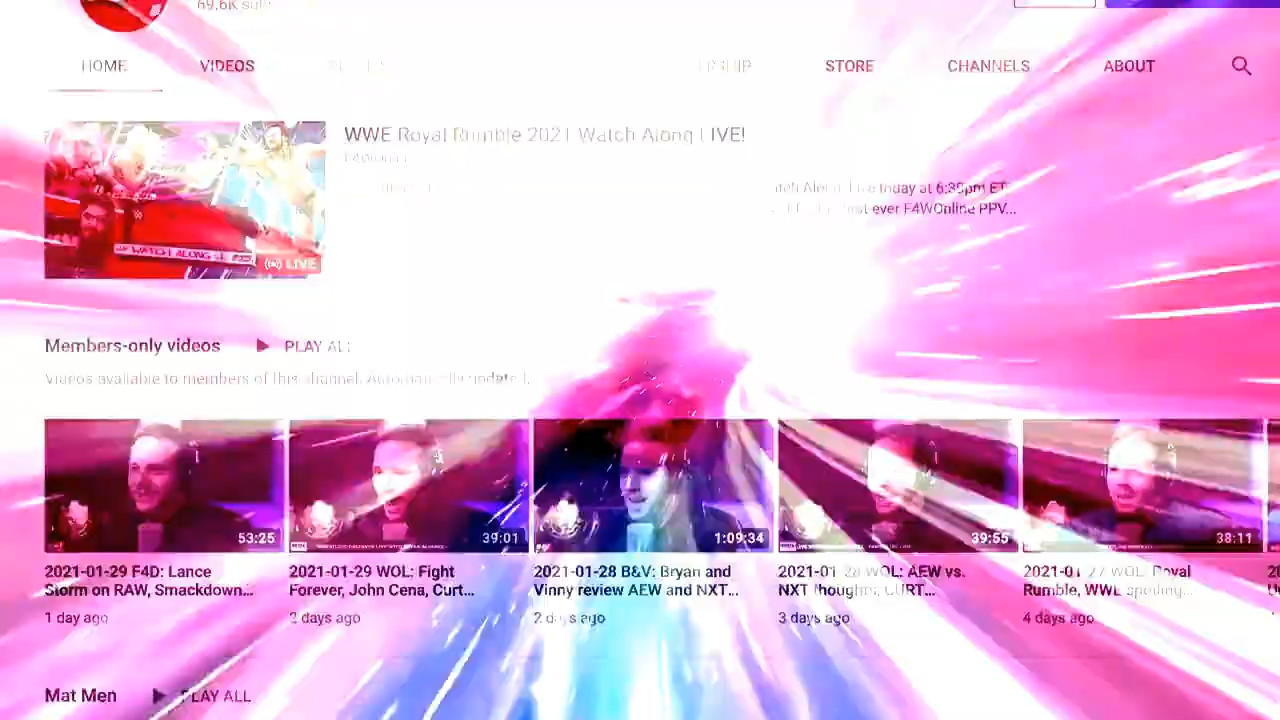 69.6K
HOME VIDEOS STORE CHANNELS ABOUT
WWE Royal Rumble 2021 Watch Along LIVE!
Live today at 6:35pm ET
F4WOnline PPV...
WATCH ALONG
LIVE
Members-only videos PLAY ALL
Videos available to members of this channel. Automatically update
53:25 39:01 1:09:34 39:55 38:11
2021-01-29 F4D: Lance Storm on RAW, Smackdown...
1 day ago
2021-01-29 WOL: Fight Forever, John Cena, Curt...
2 days ago
2021-01-28 B&V: Bryan and Vinny review AEW and NXT...
2 days ago
2021-01-28 WOL: AEW vs. NXT thoughts, CURT...
3 days ago
2021-01-27 WOL: Royal Rumble, WWE
4 days ago
Mat Men PLAY ALL